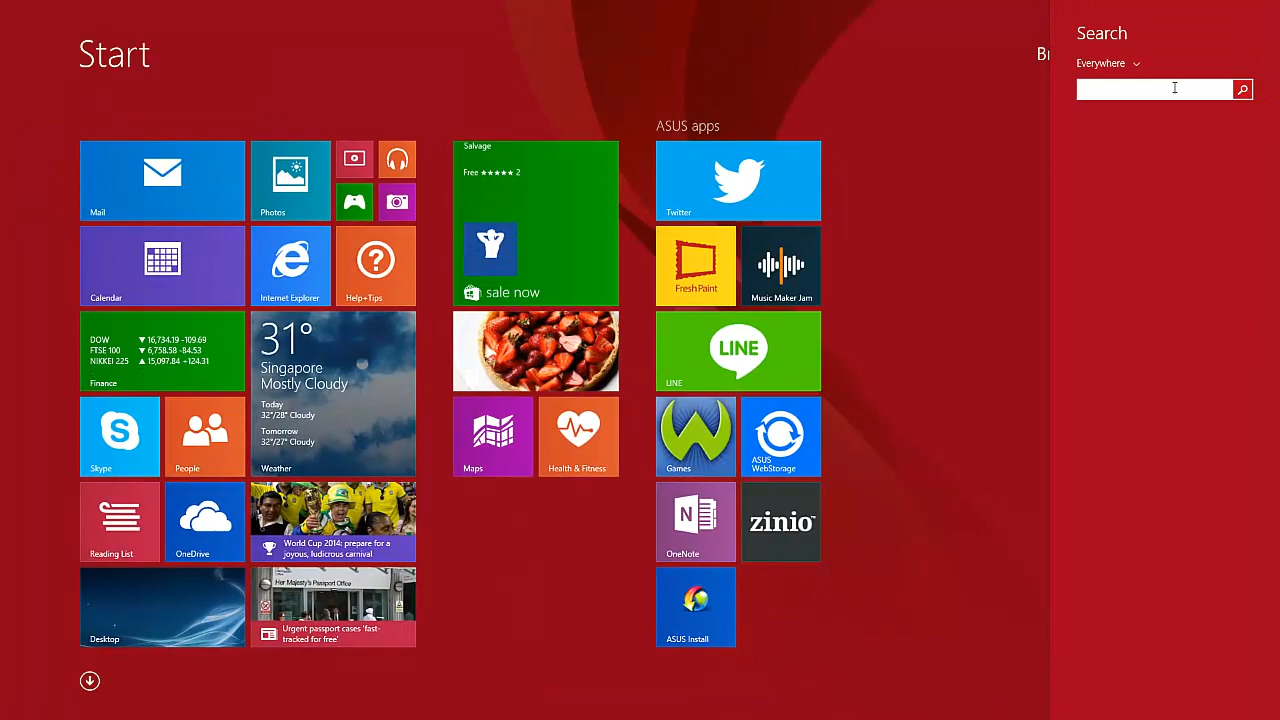 Start
Br
Search
Everywhere
Mail
Photos
Calendar
Internet Explorer
Help+Tips
DOW ▼ 16,734.19 -109.69
FTSE 100 ▼ 6,758.58 -84.53
NIKKEI 225 ▲ 15,097.84 +124.31
Finance
31°
Singapore
Mostly Cloudy
Today
32°/28° Cloudy
Tomorrow
32°/27° Cloudy
Weather
Skype
People
Reading List
OneDrive
World Cup 2014: prepare for a
joyous, ludicrous carnival
Desktop
Her Majesty's Passport Office
Urgent passport cases 'fast-
tracked for free'
Salvage
Free ★★★★★ 2
sale now
Maps
Health & Fitness
ASUS apps
Twitter
Fresh Paint
Music Maker Jam
LINE
LINE
Games
ASUS
WebStorage
OneNote
zinio™
ASUS Install